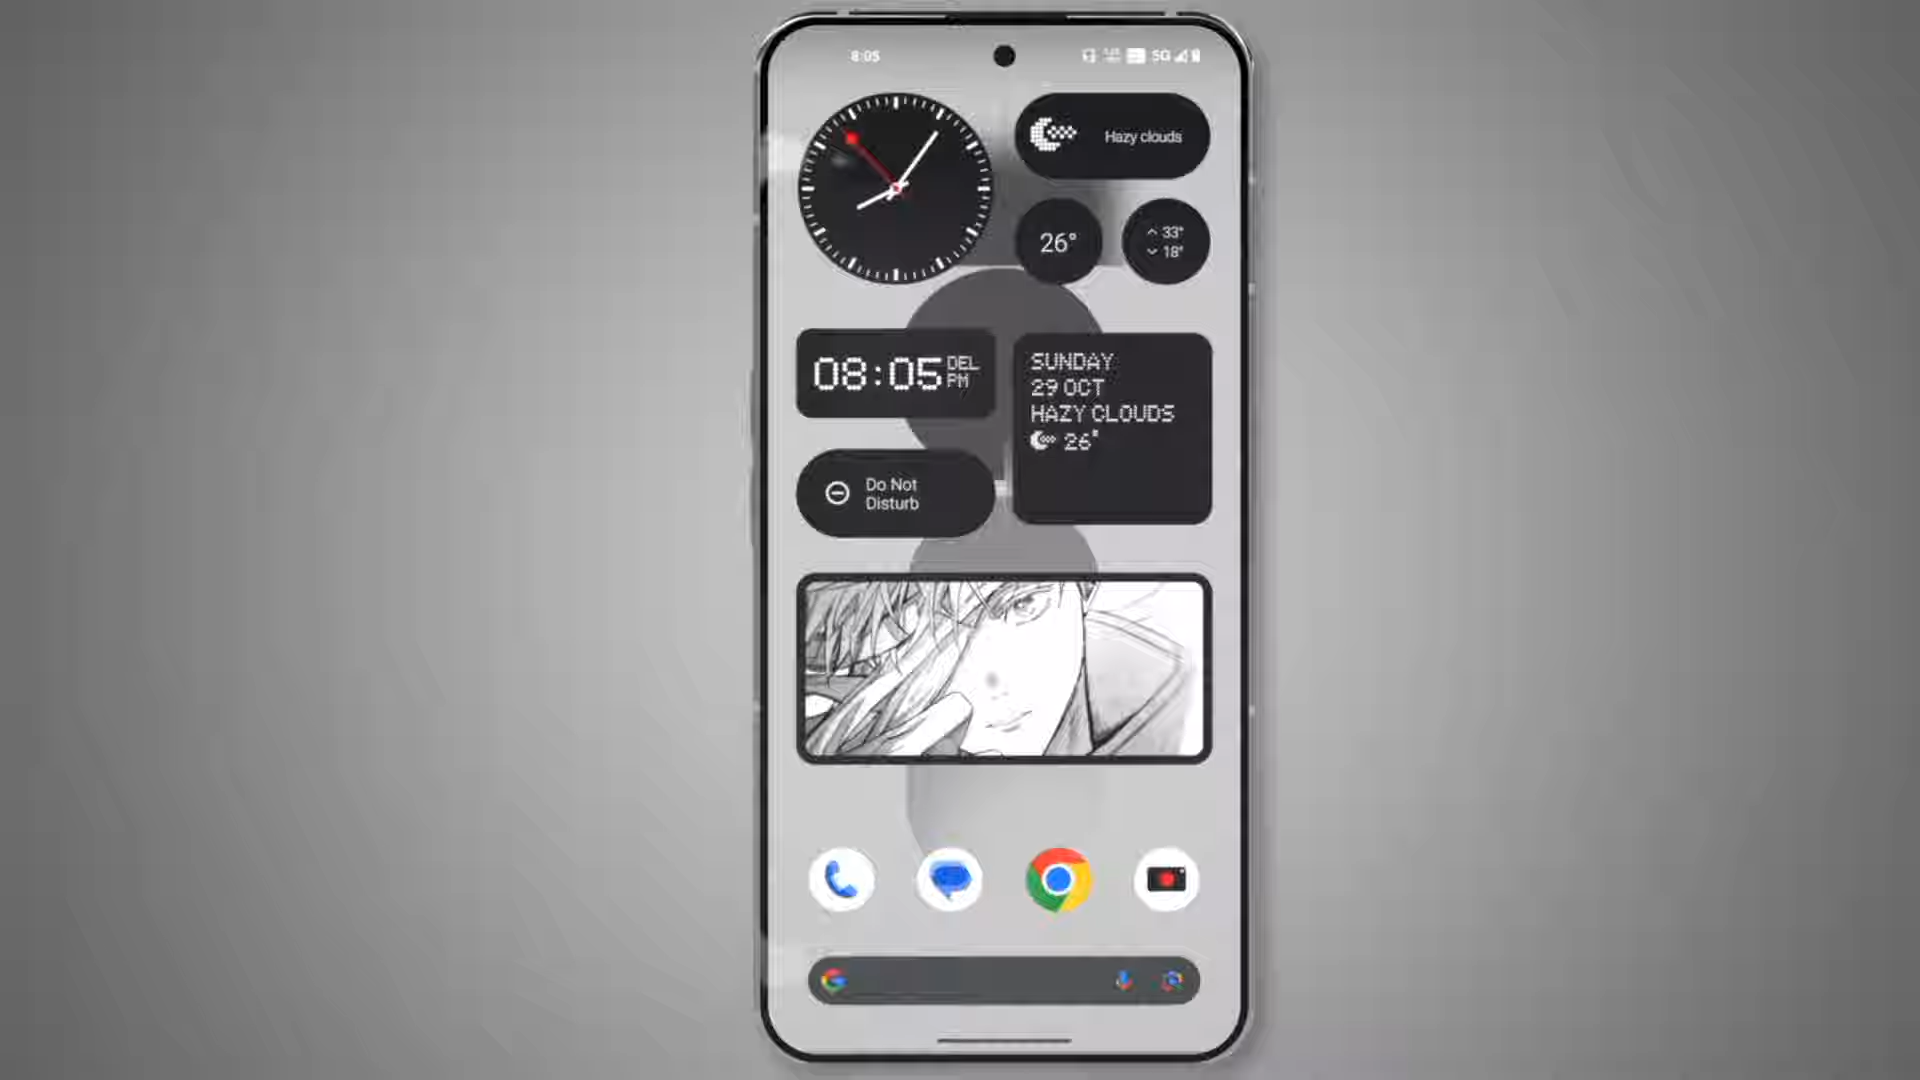 8:05
5G
Hazy clouds
26°
33°
18°
08:05 DEL PM
SUNDAY
29 OCT
HAZY CLOUDS
26°
Do Not
Disturb